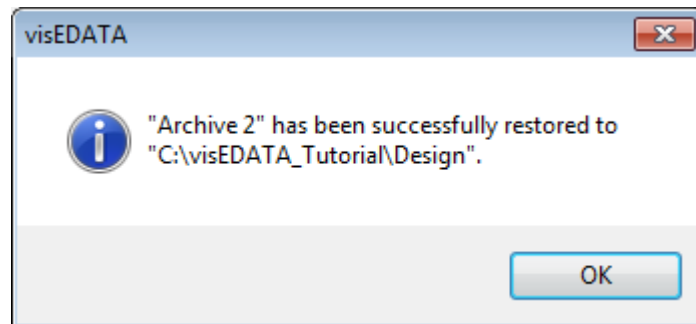 visEDATA
"Archive 2" has been successfully restored to
"C:\visEDATA_Tutorial\Design".
OK